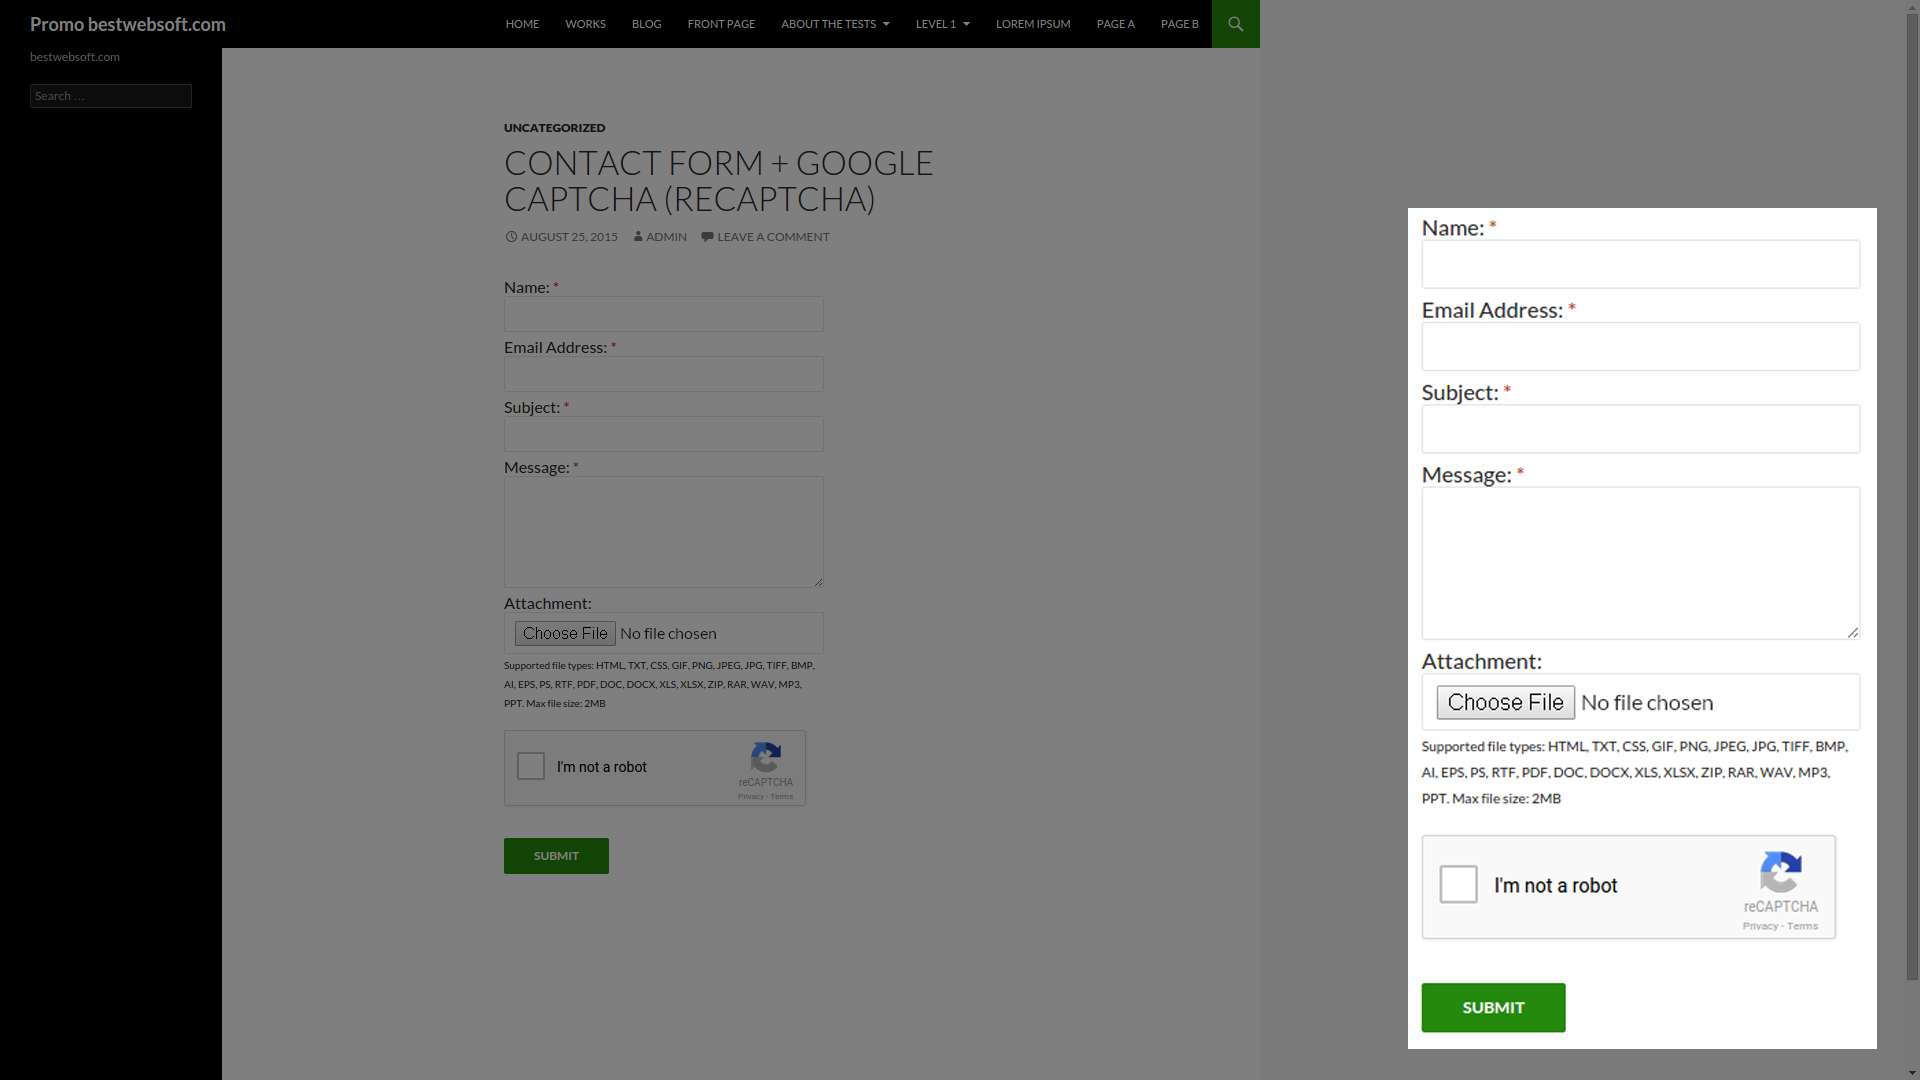 Promo bestwebsoft.com
HOME WORKS BLOG FRONT PAGE ABOUT THE TESTS LEVEL 1 LOREM IPSUM PAGE A PAGE B
bestwebsoft.com
Search …
UNCATEGORIZED
CONTACT FORM + GOOGLE
CAPTCHA (RECAPTCHA)
AUGUST 25, 2015 ADMIN LEAVE A COMMENT
Name: *
Email Address: *
Subject: *
Message: *
Attachment:
Choose File No file chosen
Supported file types: HTML, TXT, CSS, GIF, PNG, JPEG, JPG, TIFF, BMP,
AI, EPS, PS, RTF, PDF, DOC, DOCX, XLS, XLSX, ZIP, RAR, WAV, MP3,
PPT. Max file size: 2MB
I'm not a robot
reCAPTCHA
Privacy - Terms
SUBMIT
Name: *
Email Address: *
Subject: *
Message: *
Attachment:
Choose File No file chosen
Supported file types: HTML, TXT, CSS, GIF, PNG, JPEG, JPG, TIFF, BMP,
AI, EPS, PS, RTF, PDF, DOC, DOCX, XLS, XLSX, ZIP, RAR, WAV, MP3,
PPT. Max file size: 2MB
I'm not a robot
reCAPTCHA
Privacy - Terms
SUBMIT